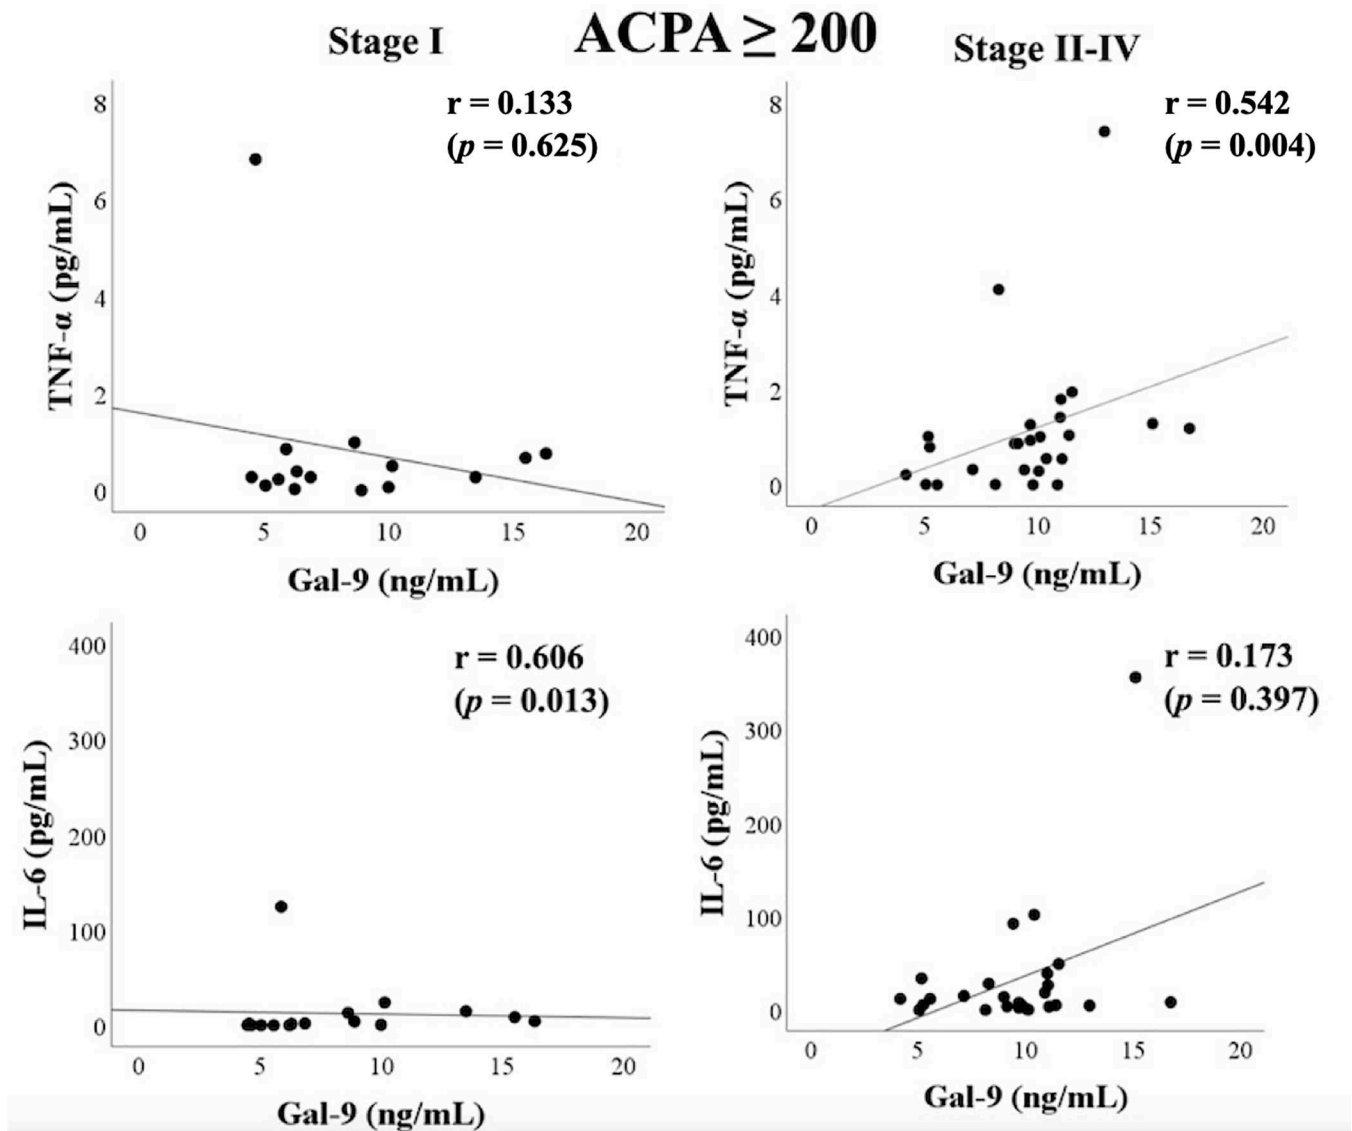 ACPA ≥ 200
Stage I
Stage II-IV
r = 0.133
(p = 0.625)
8
6
4
2
0
TNF-α (pg/mL)
0 5 10 15 20
Gal-9 (ng/mL)
r = 0.542
(p = 0.004)
8
6
4
2
0
TNF-α (pg/mL)
0 5 10 15 20
Gal-9 (ng/mL)
r = 0.606
(p = 0.013)
400
300
200
100
0
IL-6 (pg/mL)
0 5 10 15 20
Gal-9 (ng/mL)
r = 0.173
(p = 0.397)
400
300
200
100
0
IL-6 (pg/mL)
0 5 10 15 20
Gal-9 (ng/mL)